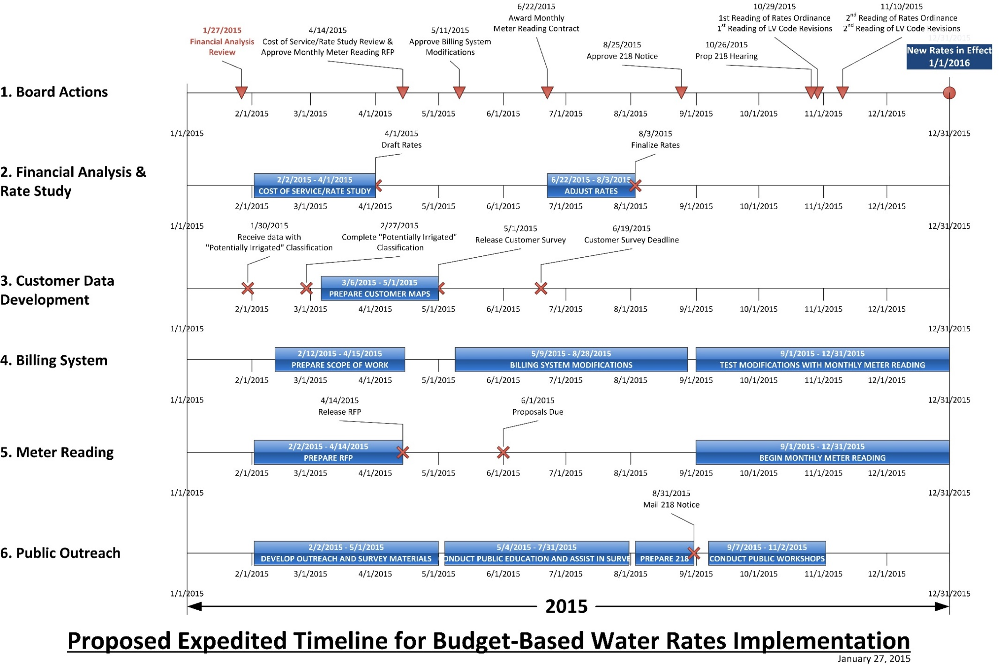 1/27/2015
Financial Analysis
Review
4/14/2015
Cost of Service/Rate Study Review &
Approve Monthly Meter Reading RFP
5/11/2015
Approve Billing System
Modifications
6/22/2015
Award Monthly
Meter Reading Contract
8/25/2015
Approve 218 Notice
10/26/2015
Prop 218 Hearing
10/29/2015
1st Reading of Rates Ordinance
1st Reading of LV Code Revisions
11/10/2015
2nd Reading of Rates Ordinance
2nd Reading of LV Code Revisions
12/31/2015
New Rates in Effect
1/1/2016
1. Board Actions
2/1/2015 3/1/2015 4/1/2015 5/1/2015 6/1/2015 7/1/2015 8/1/2015 9/1/2015 10/1/2015 11/1/2015 12/1/2015
1/1/2015 12/31/2015
4/1/2015
Draft Rates
8/3/2015
Finalize Rates
2. Financial Analysis &
Rate Study
2/2/2015 - 4/1/2015
COST OF SERVICE/RATE STUDY
6/22/2015 - 8/3/2015
ADJUST RATES
2/1/2015 3/1/2015 4/1/2015 5/1/2015 6/1/2015 7/1/2015 8/1/2015 9/1/2015 10/1/2015 11/1/2015 12/1/2015
1/1/2015 12/31/2015
1/30/2015
Receive data with
"Potentially Irrigated" Classification
2/27/2015
Complete "Potentially Irrigated"
Classification
5/1/2015
Release Customer Survey
6/19/2015
Customer Survey Deadline
3. Customer Data
Development
3/6/2015 - 5/1/2015
PREPARE CUSTOMER MAPS
2/1/2015 3/1/2015 4/1/2015 5/1/2015 6/1/2015 7/1/2015 8/1/2015 9/1/2015 10/1/2015 11/1/2015 12/1/2015
1/1/2015 12/31/2015
4. Billing System
2/12/2015 - 4/15/2015
PREPARE SCOPE OF WORK
5/9/2015 - 8/28/2015
BILLING SYSTEM MODIFICATIONS
9/1/2015 - 12/31/2015
TEST MODIFICATIONS WITH MONTHLY METER READING
2/1/2015 3/1/2015 4/1/2015 5/1/2015 6/1/2015 7/1/2015 8/1/2015 9/1/2015 10/1/2015 11/1/2015 12/1/2015
1/1/2015 12/31/2015
4/14/2015
Release RFP
6/1/2015
Proposals Due
5. Meter Reading
2/2/2015 - 4/14/2015
PREPARE RFP
9/1/2015 - 12/31/2015
BEGIN MONTHLY METER READING
2/1/2015 3/1/2015 4/1/2015 5/1/2015 6/1/2015 7/1/2015 8/1/2015 9/1/2015 10/1/2015 11/1/2015 12/1/2015
1/1/2015 12/31/2015
8/31/2015
Mail 218 Notice
6. Public Outreach
2/2/2015 - 5/1/2015
DEVELOP OUTREACH AND SURVEY MATERIALS
5/4/2015 - 7/31/2015
ONDUCT PUBLIC EDUCATION AND ASSIST IN SURVE
PREPARE 218
9/7/2015 - 11/2/2015
CONDUCT PUBLIC WORKSHOPS
2/1/2015 3/1/2015 4/1/2015 5/1/2015 6/1/2015 7/1/2015 8/1/2015 9/1/2015 10/1/2015 11/1/2015 12/1/2015
1/1/2015 12/31/2015
2015
Proposed Expedited Timeline for Budget-Based Water Rates Implementation
January 27, 2015